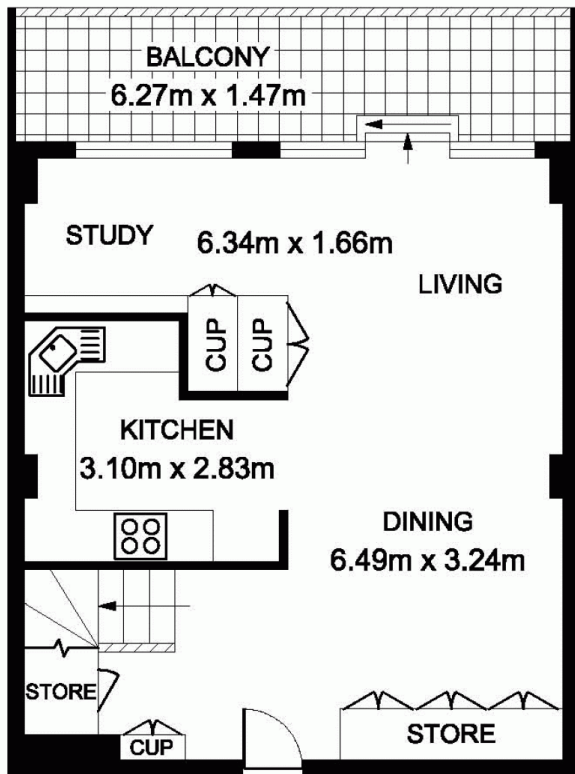 BALCONY
6.27m x 1.47m
STUDY
6.34m x 1.66m
LIVING
CUP
CUP
KITCHEN
3.10m x 2.83m
DINING
6.49m x 3.24m
STORE
STORE
CUP